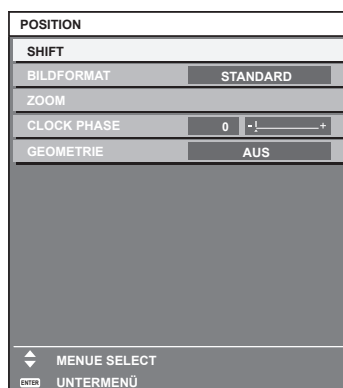 POSITION
SHIFT
BILDFORMAT STANDARD
ZOOM
CLOCK PHASE 0 - +
GEOMETRIE AUS
MENUE SELECT
ENTER UNTERMENÜ